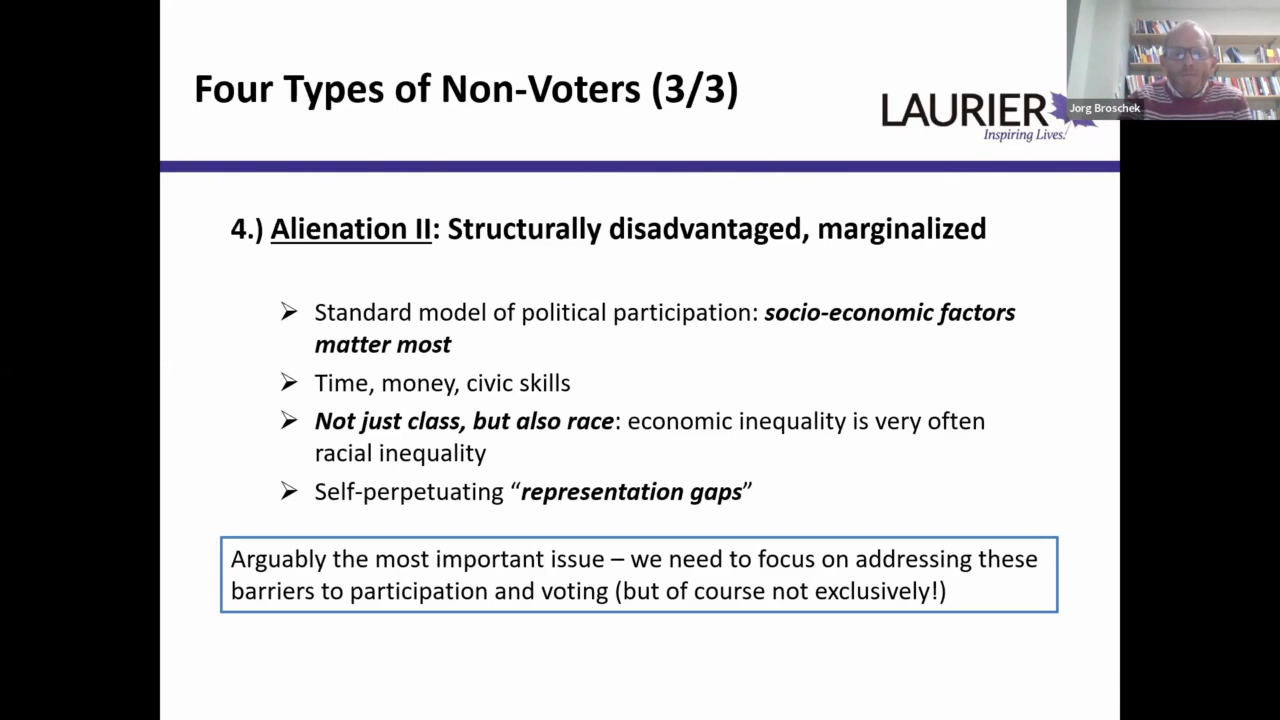 Four Types of Non-Voters (3/3)
LAURIER
Inspiring Lives!
Jorg Broschek
4.) Alienation II: Structurally disadvantaged, marginalized
➢ Standard model of political participation: socio-economic factors
matter most
➢ Time, money, civic skills
➢ Not just class, but also race: economic inequality is very often
racial inequality
➢ Self-perpetuating “representation gaps”
Arguably the most important issue – we need to focus on addressing these
barriers to participation and voting (but of course not exclusively!)